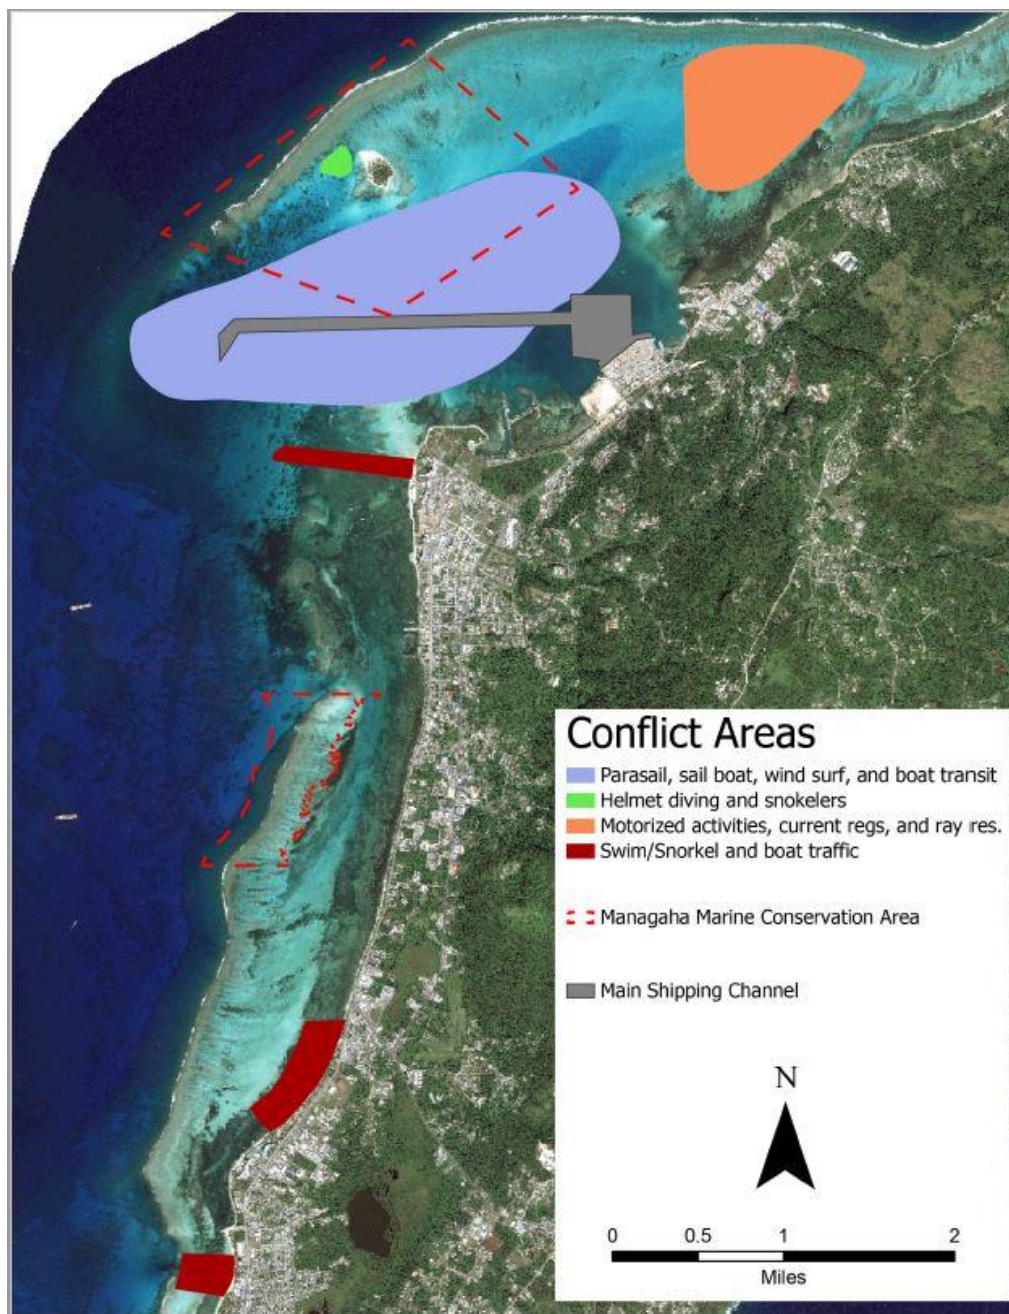 Conflict Areas
Parasail, sail boat, wind surf, and boat transit
Helmet diving and snokelers
Motorized activities, current regs, and ray res.
Swim/Snorkel and boat traffic
Managaha Marine Conservation Area
Main Shipping Channel
N
0 0.5 1 2
Miles